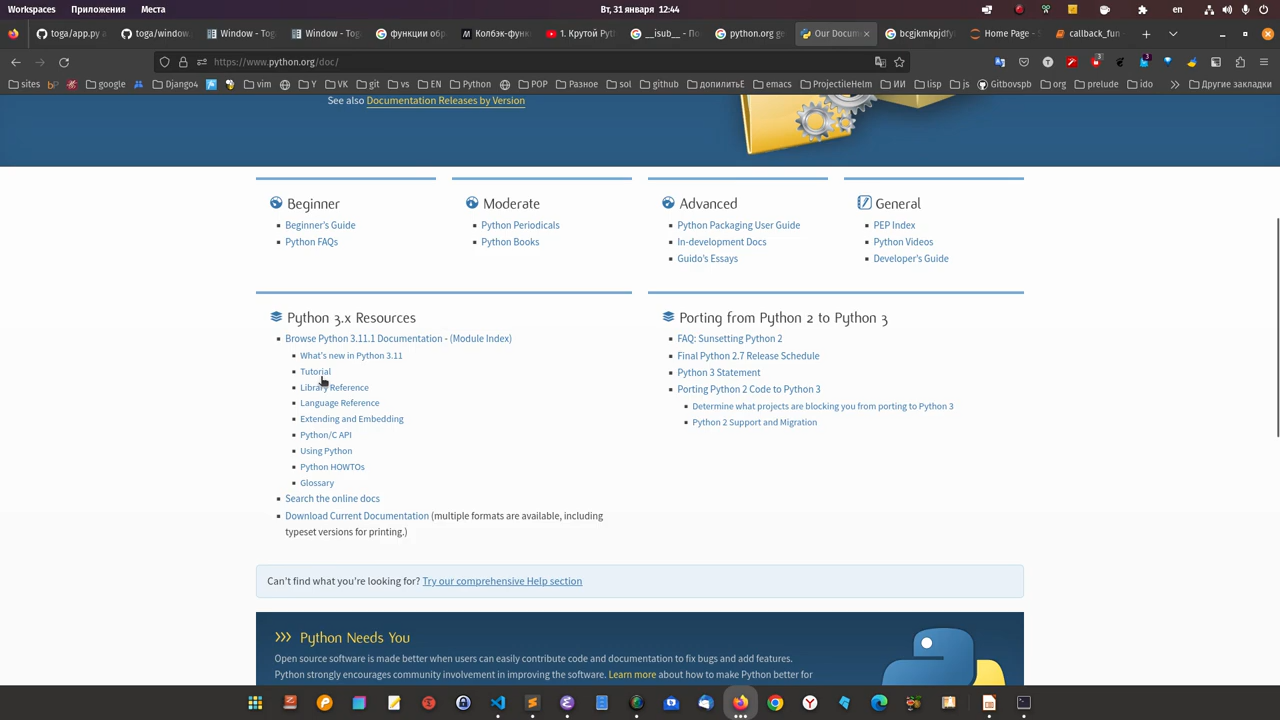 Workspaces Приложения Места Вт, 31 января 12:44 en
toga/app.py a toga/window. Window - Tog Window - Tog функции обр Колбэк-функ 1. Крутой Pyt __isub__ - По python.org ge Our Docum bcgjkmkpjdfyi Home Page - S callback_fun -
https://www.python.org/doc/
sites b google Django vim Y VK git vs EN Python POP Разное sol github допилитьЕ emacs ProjectileHelm ИИ lisp js Gitbovspb org prelude ido Другие закладки
See also Documentation Releases by Version
Beginner
Beginner's Guide
Python FAQs
Moderate
Python Periodicals
Python Books
Advanced
Python Packaging User Guide
In-development Docs
Guido's Essays
General
PEP Index
Python Videos
Developer's Guide
Python 3.x Resources
Browse Python 3.11.1 Documentation - (Module Index)
What's new in Python 3.11
Tutorial
Library Reference
Language Reference
Extending and Embedding
Python/C API
Using Python
Python HOWTOs
Glossary
Search the online docs
Download Current Documentation (multiple formats are available, including
typeset versions for printing.)
Porting from Python 2 to Python 3
FAQ: Sunsetting Python 2
Final Python 2.7 Release Schedule
Python 3 Statement
Porting Python 2 Code to Python 3
Determine what projects are blocking you from porting to Python 3
Python 2 Support and Migration
Can't find what you're looking for? Try our comprehensive Help section
>>> Python Needs You
Open source software is made better when users can easily contribute code and documentation to fix bugs and add features.
Python strongly encourages community involvement in improving the software. Learn more about how to make Python better for